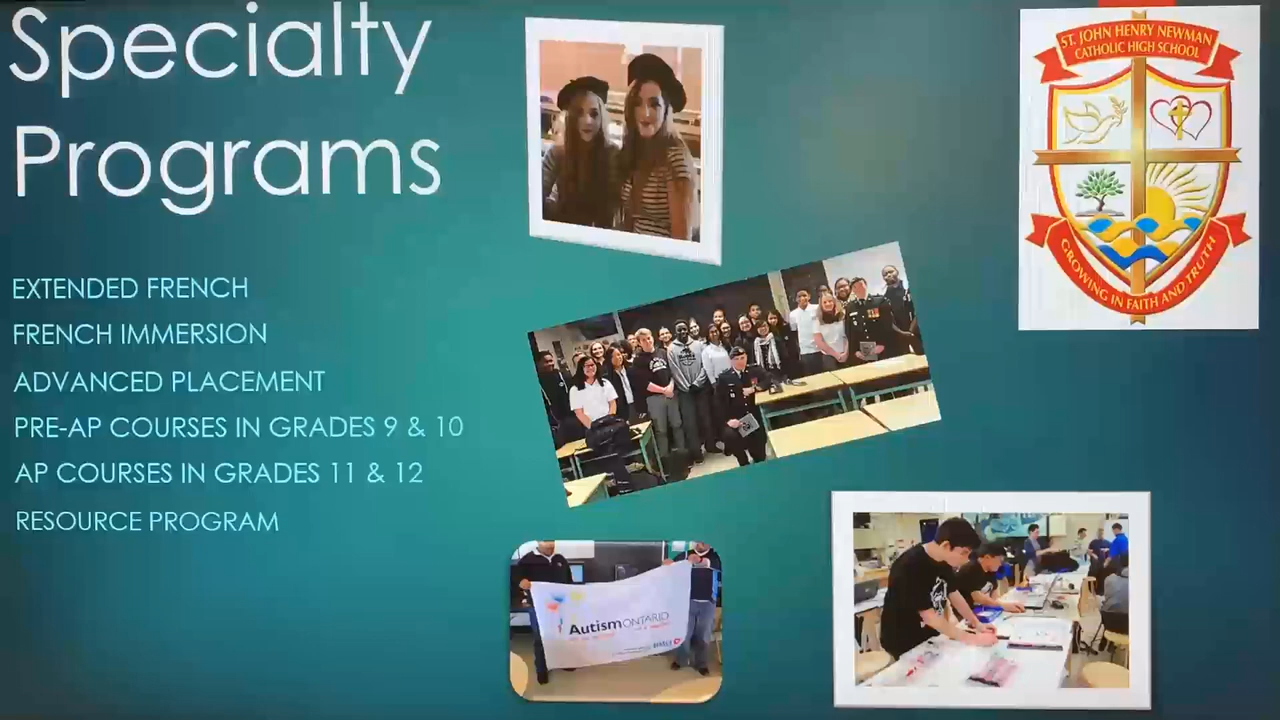 Specialty
Programs
EXTENDED FRENCH
FRENCH IMMERSION
ADVANCED PLACEMENT
PRE-AP COURSES IN GRADES 9 & 10
AP COURSES IN GRADES 11 & 12
RESOURCE PROGRAM
ST. JOHN HENRY NEWMAN
CATHOLIC HIGH SCHOOL
GROWING IN FAITH AND TRUTH
Autism ONTARIO